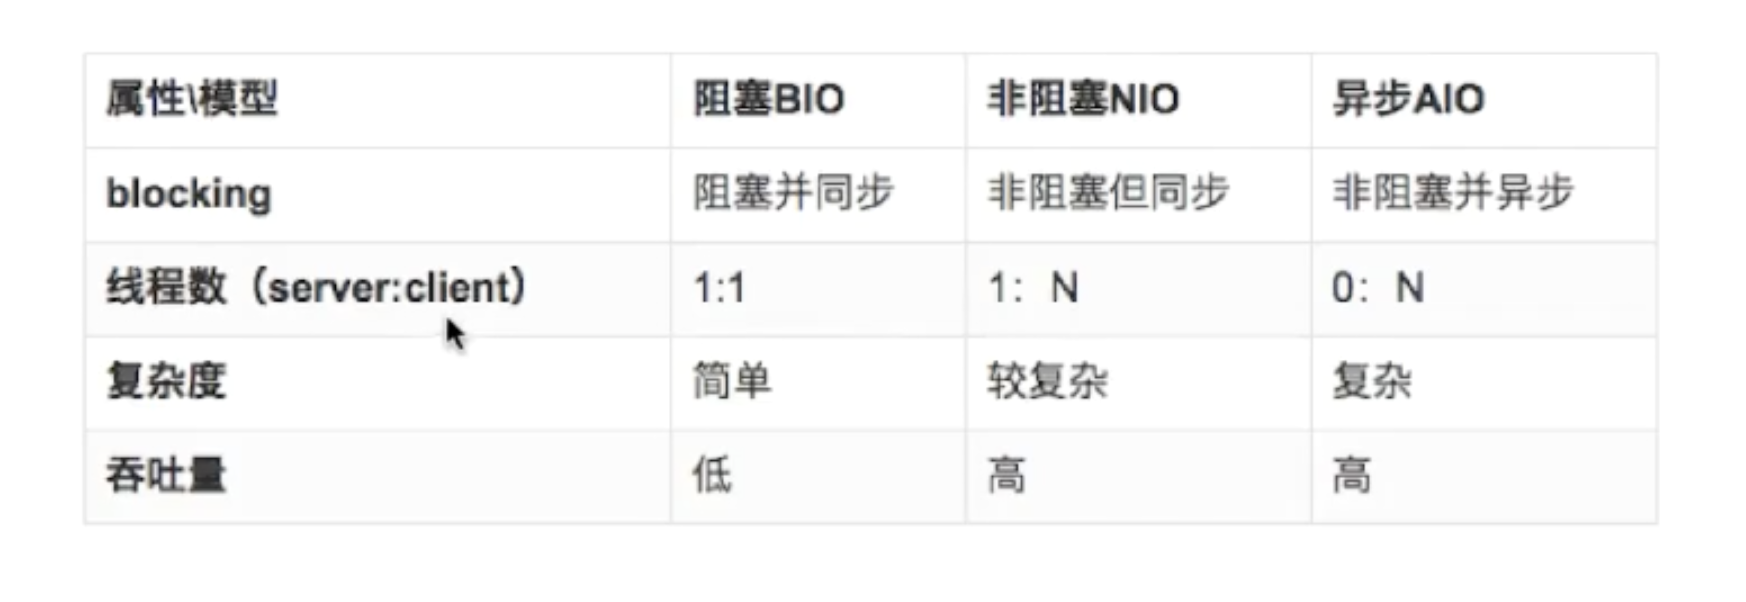 属性\模型 阻塞BIO 非阻塞NIO 异步AIO
blocking 阻塞并同步 非阻塞但同步 非阻塞并异步
线程数（server:client） 1:1 1：N 0：N
复杂度 简单 较复杂 复杂
吞吐量 低 高 高